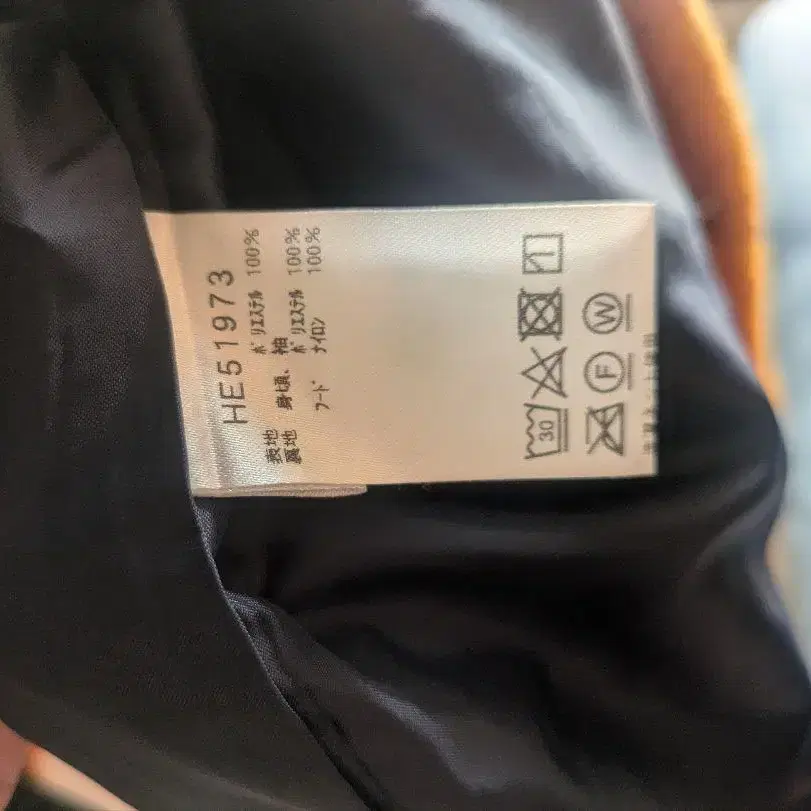 HE51973
表地 ポリエステル 100%
裏地 身頃、袖
ポリエステル 100%
フード ナイロン 100%
30
F W